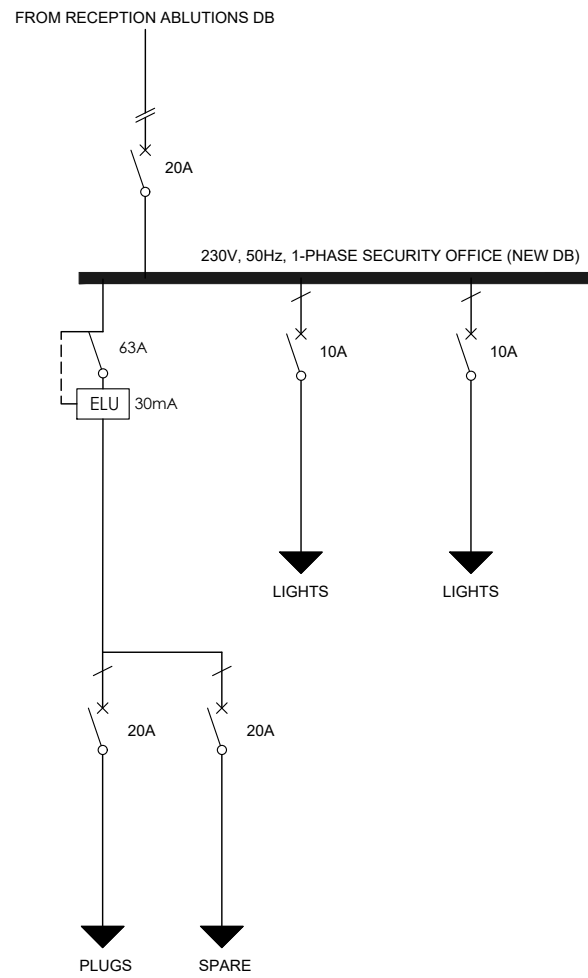 FROM RECEPTION ABLUTIONS DB
20A
230V, 50Hz, 1-PHASE SECURITY OFFICE (NEW DB)
63A
10A
10A
ELU
30mA
LIGHTS
LIGHTS
20A
20A
PLUGS
SPARE